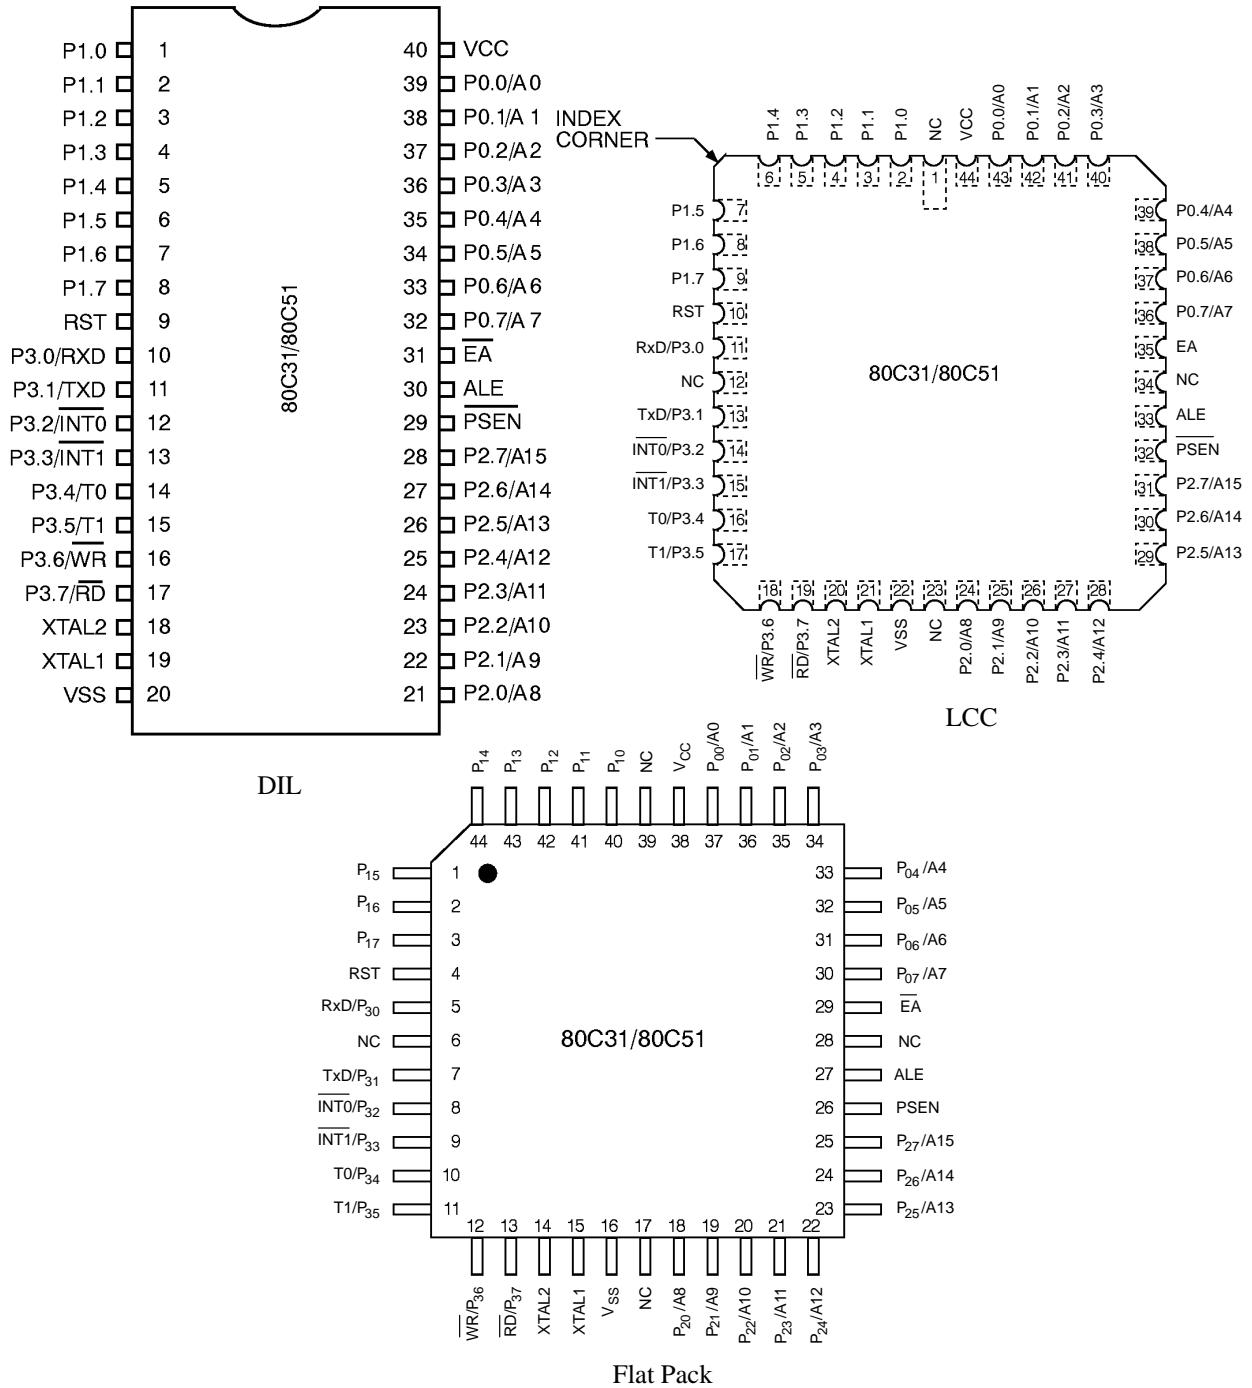 P1.0 1 40 VCC
P1.1 2 39 P0.0/A0
P1.2 3 38 P0.1/A 1
P1.3 4 37 P0.2/A2
P1.4 5 36 P0.3/A3
P1.5 6 35 P0.4/A4
P1.6 7 34 P0.5/A5
P1.7 8 33 P0.6/A6
RST 9 32 P0.7/A7
P3.0/RXD 10 31 E̅A̅
P3.1/TXD 11 30 ALE
P3.2/I̅N̅T̅0̅ 12 29 P̅S̅E̅N̅
P3.3/I̅N̅T̅1̅ 13 28 P2.7/A15
P3.4/T0 14 27 P2.6/A14
P3.5/T1 15 26 P2.5/A13
P3.6/W̅R̅ 16 25 P2.4/A12
P3.7/R̅D̅ 17 24 P2.3/A11
XTAL2 18 23 P2.2/A10
XTAL1 19 22 P2.1/A9
VSS 20 21 P2.0/A8
80C31/80C51
DIL
INDEX
CORNER
P1.4 P1.3 P1.2 P1.1 P1.0 NC VCC P0.0/A0 P0.1/A1 P0.2/A2 P0.3/A3
6 5 4 3 2 1 44 43 42 41 40
P1.5 7 39 P0.4/A4
P1.6 8 38 P0.5/A5
P1.7 9 37 P0.6/A6
RST 10 36 P0.7/A7
RxD/P3.0 11 35 EA
NC 12 34 NC
80C31/80C51
TxD/P3.1 13 33 ALE
I̅N̅T̅0̅/P3.2 14 32 P̅S̅E̅N̅
I̅N̅T̅1̅/P3.3 15 31 P2.7/A15
T0/P3.4 16 30 P2.6/A14
T1/P3.5 17 29 P2.5/A13
18 19 20 21 22 23 24 25 26 27 28
W̅R̅/P3.6 R̅D̅/P3.7 XTAL2 XTAL1 VSS NC P2.0/A8 P2.1/A9 P2.2/A10 P2.3/A11 P2.4/A12
LCC
P14 P13 P12 P11 P10 NC VCC P00/A0 P01/A1 P02/A2 P03/A3
44 43 42 41 40 39 38 37 36 35 34
P15 1 33 P04/A4
P16 2 32 P05/A5
P17 3 31 P06/A6
RST 4 30 P07/A7
RxD/P30 5 29 E̅A̅
NC 6 28 NC
80C31/80C51
TxD/P31 7 27 ALE
I̅N̅T̅0̅/P32 8 26 PSEN
I̅N̅T̅1̅/P33 9 25 P27/A15
T0/P34 10 24 P26/A14
T1/P35 11 23 P25/A13
12 13 14 15 16 17 18 19 20 21 22
W̅R̅/P36 R̅D̅/P37 XTAL2 XTAL1 VSS NC P20/A8 P21/A9 P22/A10 P23/A11 P24/A12
Flat Pack